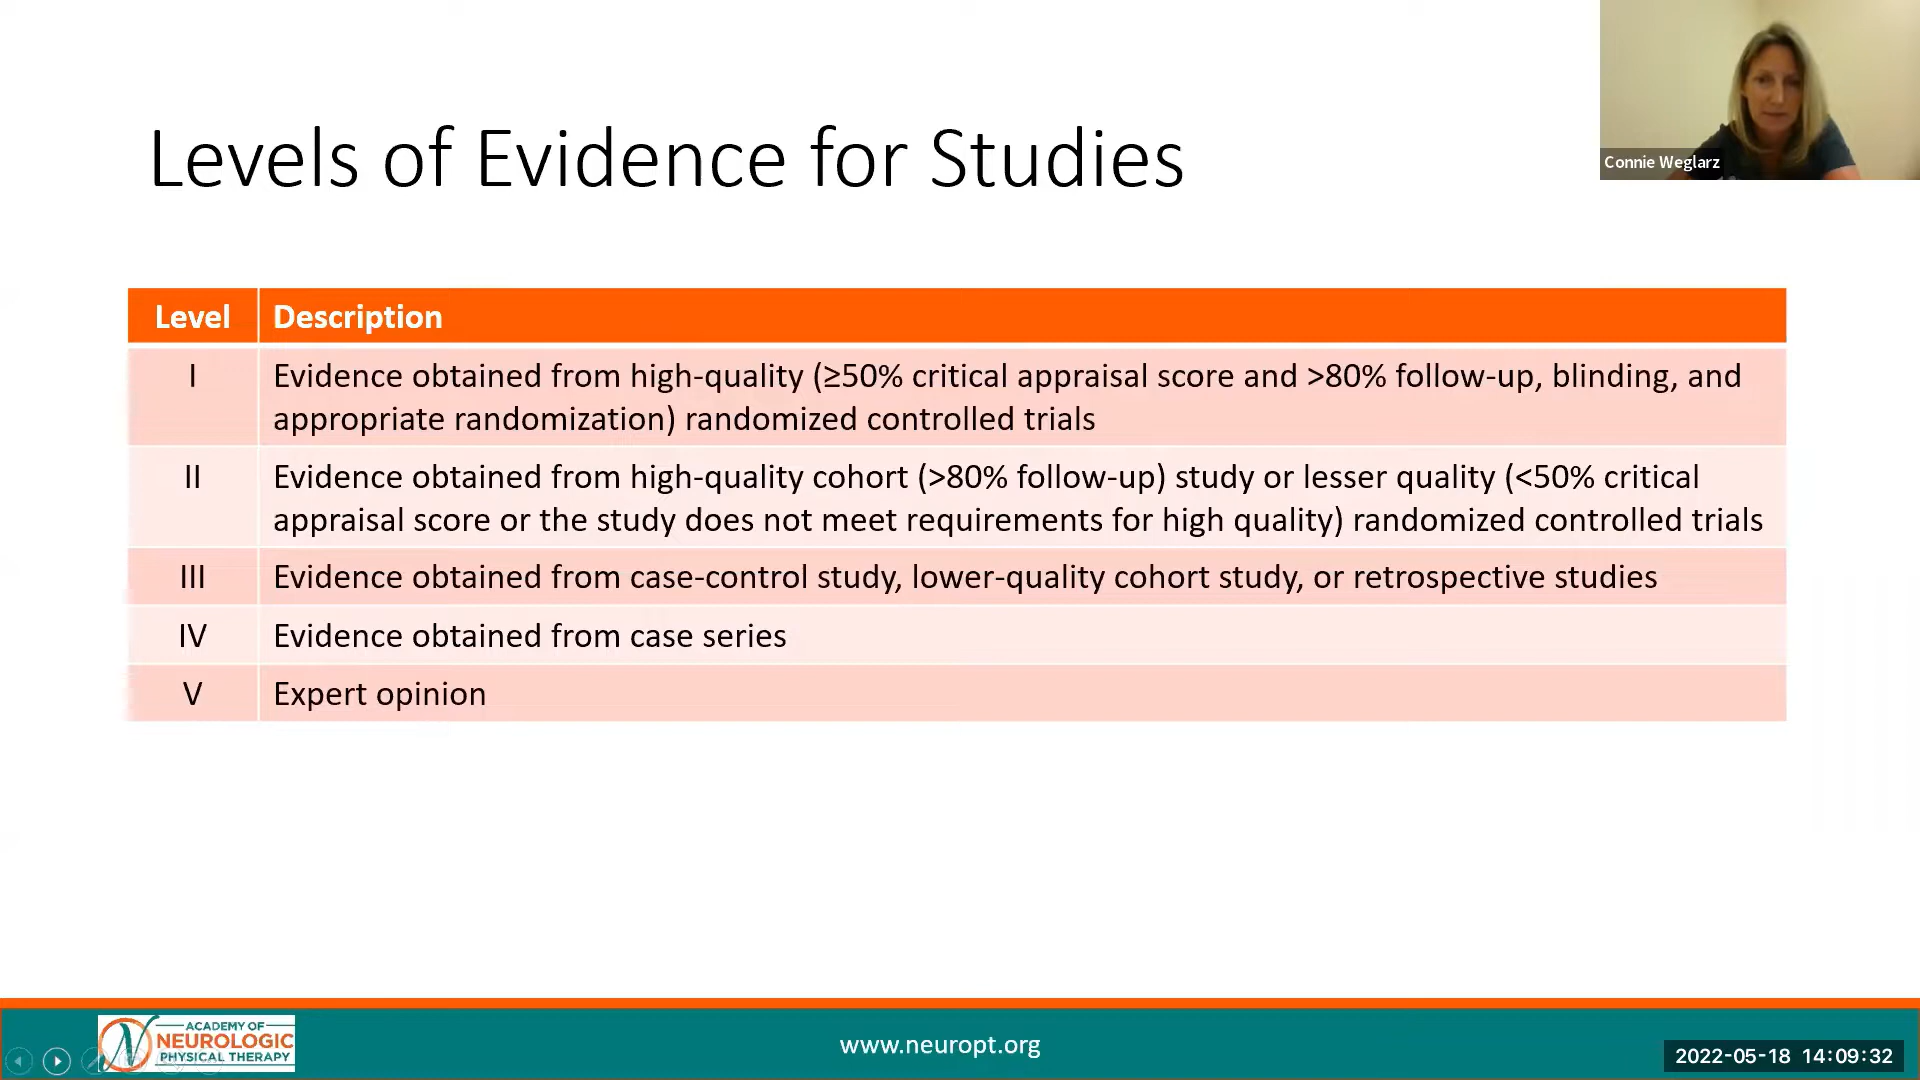 Levels of Evidence for Studies
Connie Weglarz
Level Description
I Evidence obtained from high-quality (≥50% critical appraisal score and >80% follow-up, blinding, and
appropriate randomization) randomized controlled trials
II Evidence obtained from high-quality cohort (>80% follow-up) study or lesser quality (<50% critical
appraisal score or the study does not meet requirements for high quality) randomized controlled trials
III Evidence obtained from case-control study, lower-quality cohort study, or retrospective studies
IV Evidence obtained from case series
V Expert opinion
ACADEMY OF
NEUROLOGIC
PHYSICAL THERAPY
www.neuropt.org
2022-05-18 14:09:32